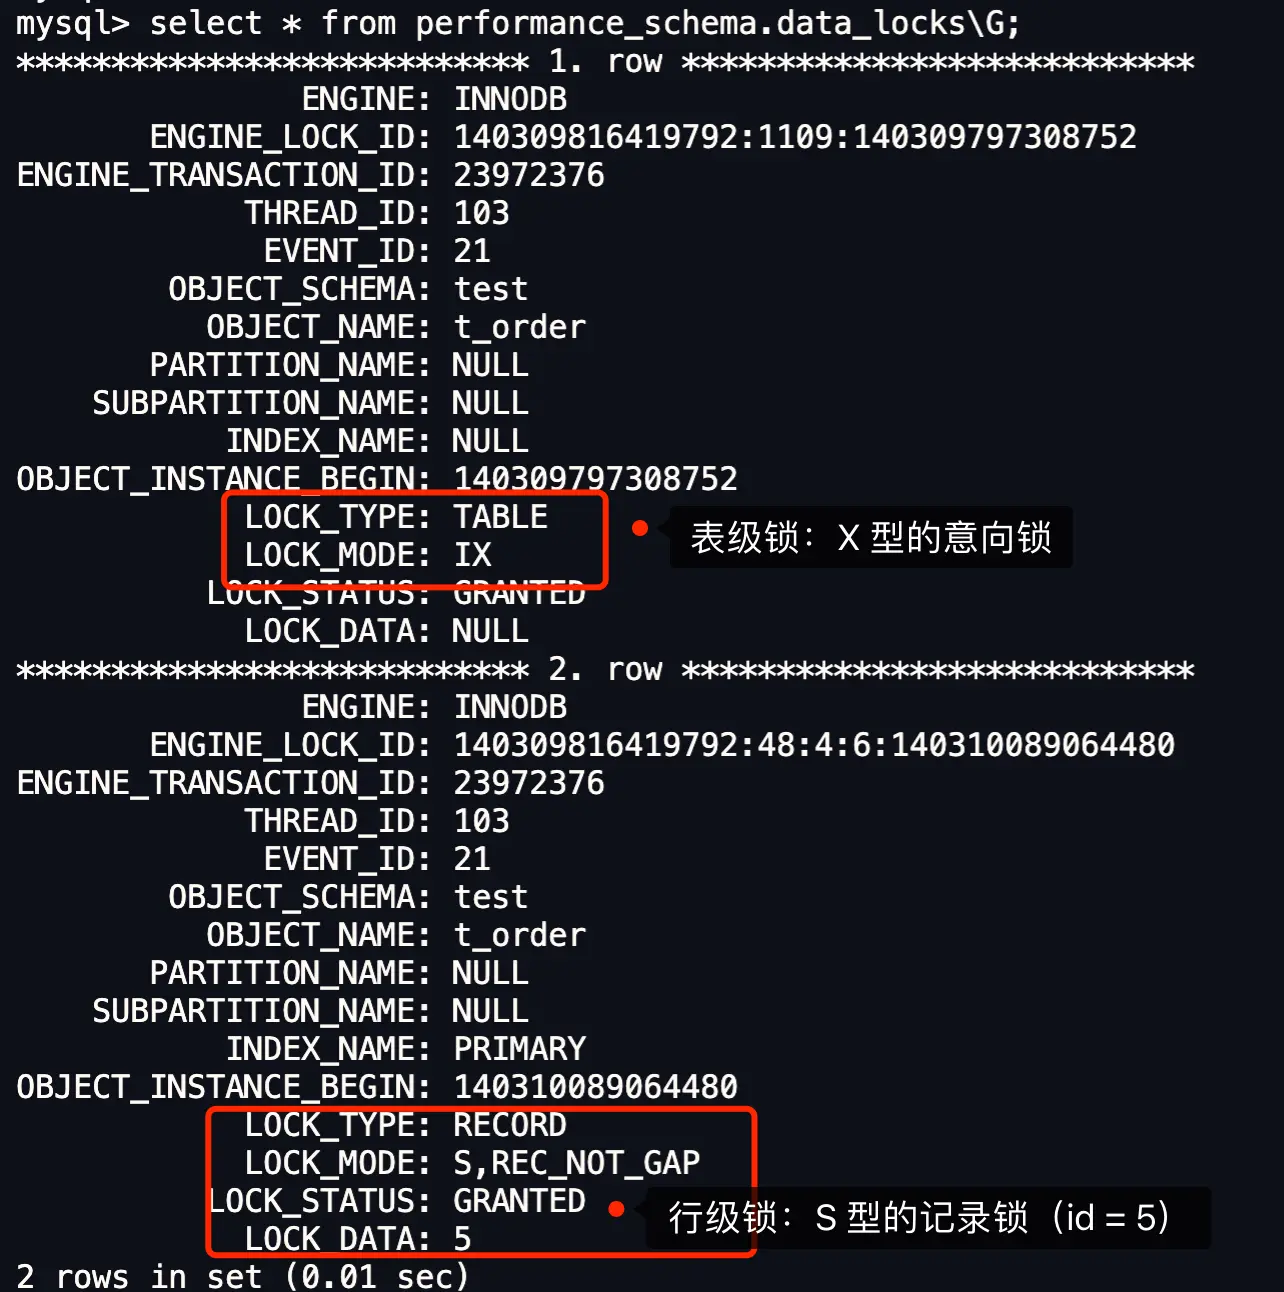 mysql> select * from performance_schema.data_locks\G;
*************************** 1. row ***************************
ENGINE: INNODB
ENGINE_LOCK_ID: 140309816419792:1109:140309797308752
ENGINE_TRANSACTION_ID: 23972376
THREAD_ID: 103
EVENT_ID: 21
OBJECT_SCHEMA: test
OBJECT_NAME: t_order
PARTITION_NAME: NULL
SUBPARTITION_NAME: NULL
INDEX_NAME: NULL
OBJECT_INSTANCE_BEGIN: 140309797308752
LOCK_TYPE: TABLE
表级锁：X 型的意向锁
LOCK_MODE: IX
LOCK_STATUS: GRANTED
LOCK_DATA: NULL
*************************** 2. row ***************************
ENGINE: INNODB
ENGINE_LOCK_ID: 140309816419792:48:4:6:140310089064480
ENGINE_TRANSACTION_ID: 23972376
THREAD_ID: 103
EVENT_ID: 21
OBJECT_SCHEMA: test
OBJECT_NAME: t_order
PARTITION_NAME: NULL
SUBPARTITION_NAME: NULL
INDEX_NAME: PRIMARY
OBJECT_INSTANCE_BEGIN: 140310089064480
LOCK_TYPE: RECORD
LOCK_MODE: S,REC_NOT_GAP
LOCK_STATUS: GRANTED
行级锁：S 型的记录锁（id = 5）
LOCK_DATA: 5
2 rows in set (0.01 sec)